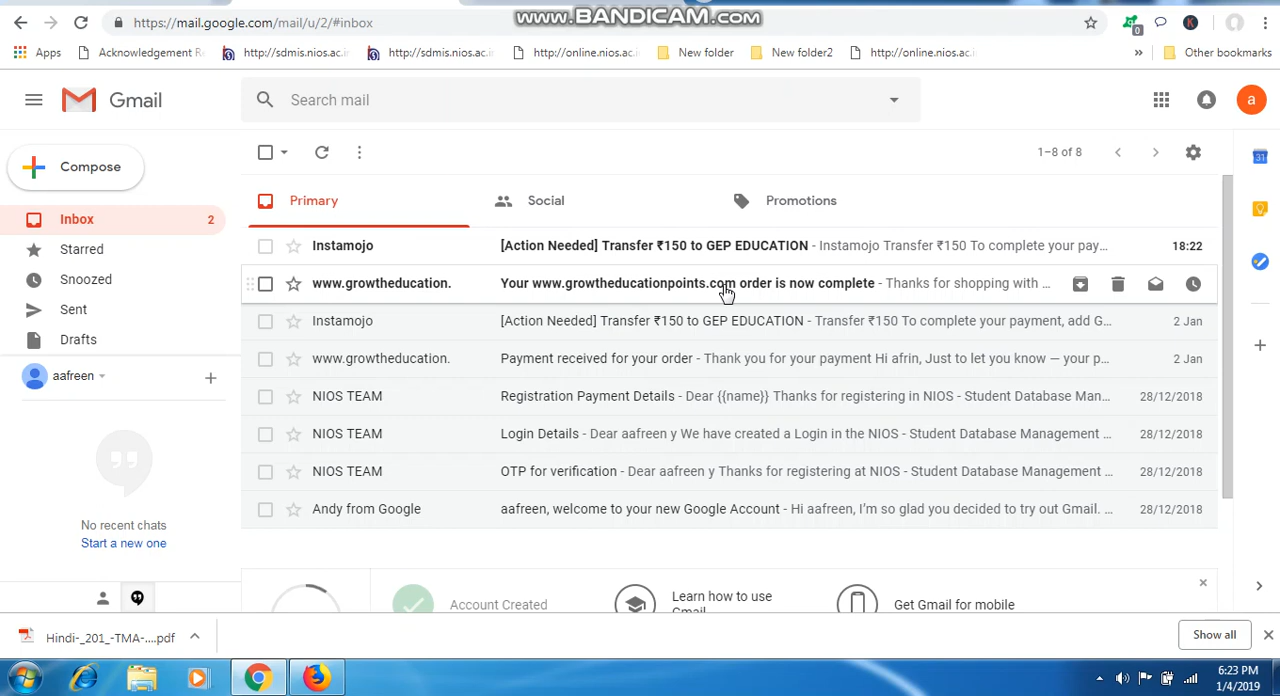 https://mail.google.com/mail/u/2/#inbox
www.BANDICAM.com
0
K
Apps
Acknowledgement R
http://sdmis.nios.ac.in
http://sdmis.nios.ac.in
http://online.nios.ac.in
New folder
New folder2
http://online.nios.ac.in
»
Other bookmarks
Gmail
Search mail
a
Compose
1–8 of 8
31
Inbox 2
Primary
Social
Promotions
Starred
Snoozed
Sent
Drafts
aafreen
Instamojo [Action Needed] Transfer ₹150 to GEP EDUCATION - Instamojo Transfer ₹150 To complete your pay... 18:22
www.growtheducation. Your www.growtheducationpoints.com order is now complete - Thanks for shopping with ...
Instamojo [Action Needed] Transfer ₹150 to GEP EDUCATION - Transfer ₹150 To complete your payment, add G... 2 Jan
www.growtheducation. Payment received for your order - Thank you for your payment Hi afrin, Just to let you know — your p... 2 Jan
NIOS TEAM Registration Payment Details - Dear {{name}} Thanks for registering in NIOS - Student Database Man... 28/12/2018
NIOS TEAM Login Details - Dear aafreen y We have created a Login in the NIOS - Student Database Management ... 28/12/2018
NIOS TEAM OTP for verification - Dear aafreen y Thanks for registering at NIOS - Student Database Management ... 28/12/2018
Andy from Google aafreen, welcome to your new Google Account - Hi aafreen, I'm so glad you decided to try out Gmail. ... 28/12/2018
No recent chats
Start a new one
Account Created
Learn how to use
Gmail
Get Gmail for mobile
Hindi-_201_-TMA-....pdf
Show all
6:23 PM
1/4/2019